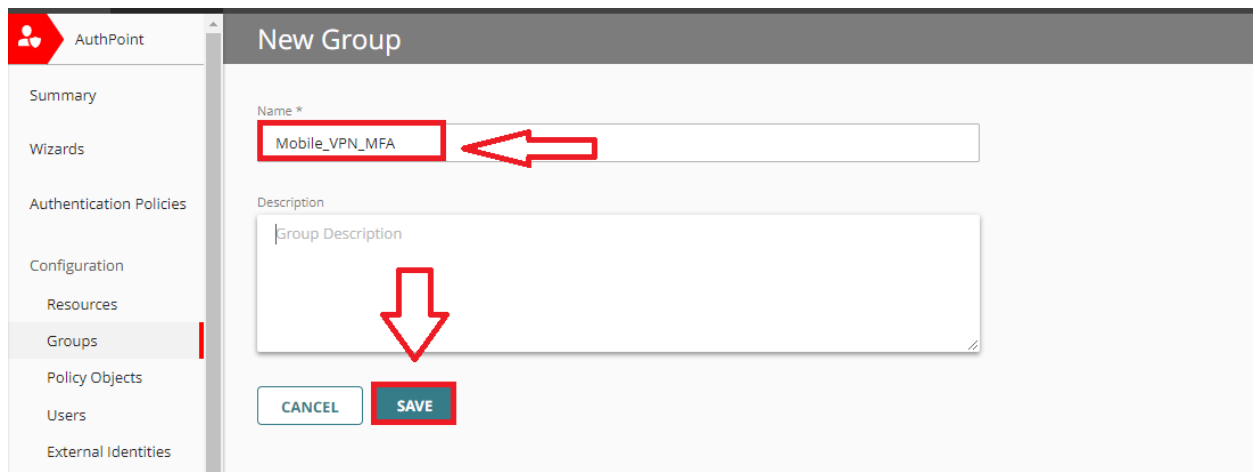 AuthPoint
Summary
Wizards
Authentication Policies
Configuration
Resources
Groups
Policy Objects
Users
External Identities
New Group
Name *
Mobile_VPN_MFA
Description
Group Description
CANCEL
SAVE